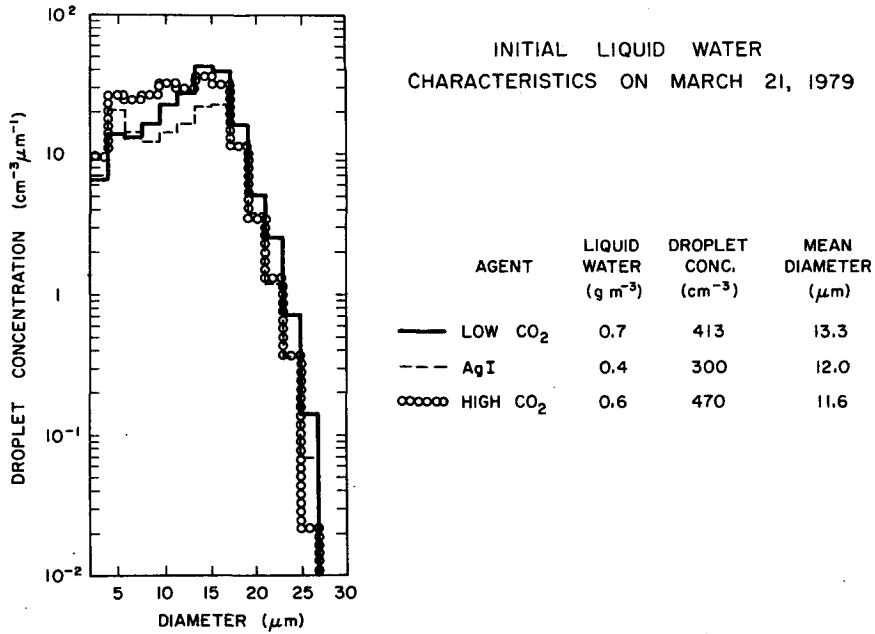 INITIAL LIQUID WATER
CHARACTERISTICS ON MARCH 21, 1979
DROPLET CONCENTRATION (cm⁻³μm⁻¹)
10²
10
1
10⁻¹
10⁻²
5 10 15 20 25 30
DIAMETER (μm)
AGENT LIQUID WATER (g m⁻³) DROPLET CONC. (cm⁻³) MEAN DIAMETER (μm)
LOW CO₂ 0.7 413 13.3
AgI 0.4 300 12.0
HIGH CO₂ 0.6 470 11.6